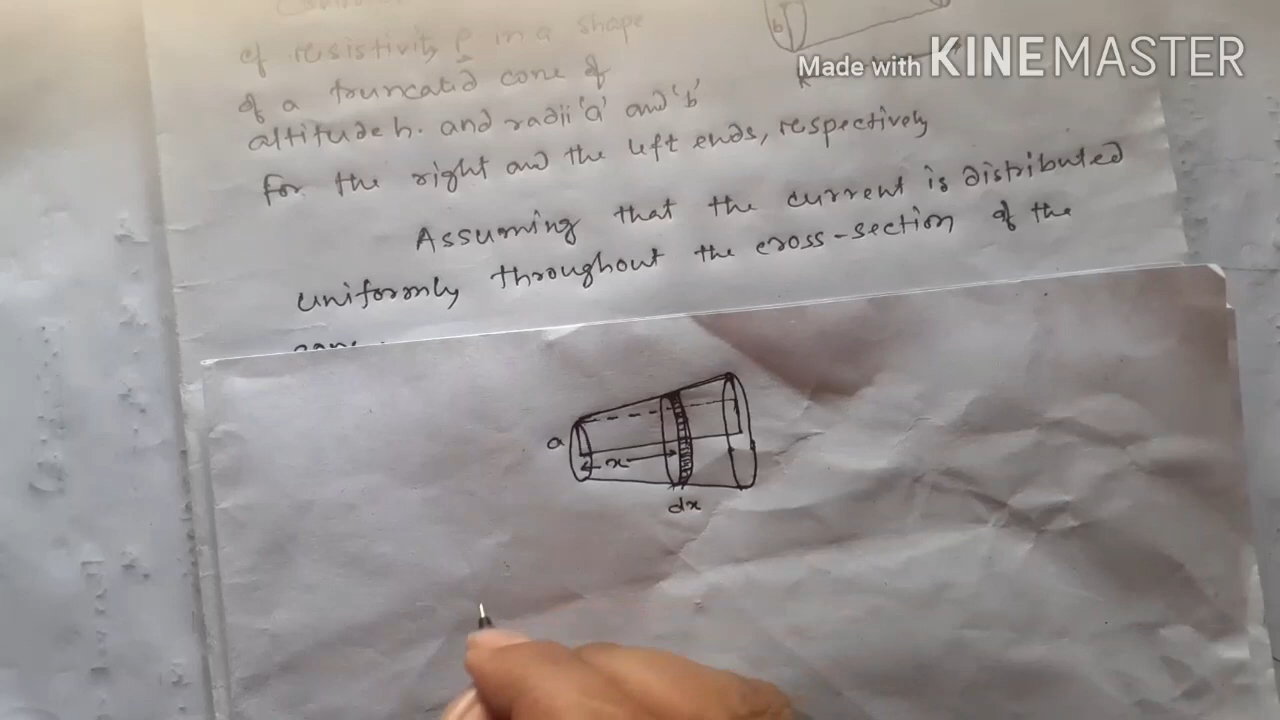 b
Made with KINEMASTER
of resistivity ρ in a shape
of a truncated cone of
altitude h. and radii 'a' and 'b'
for the right and the left ends, respectively
Assuming that the current is distributed
uniformly throughout the cross-section of the
a
x
dx